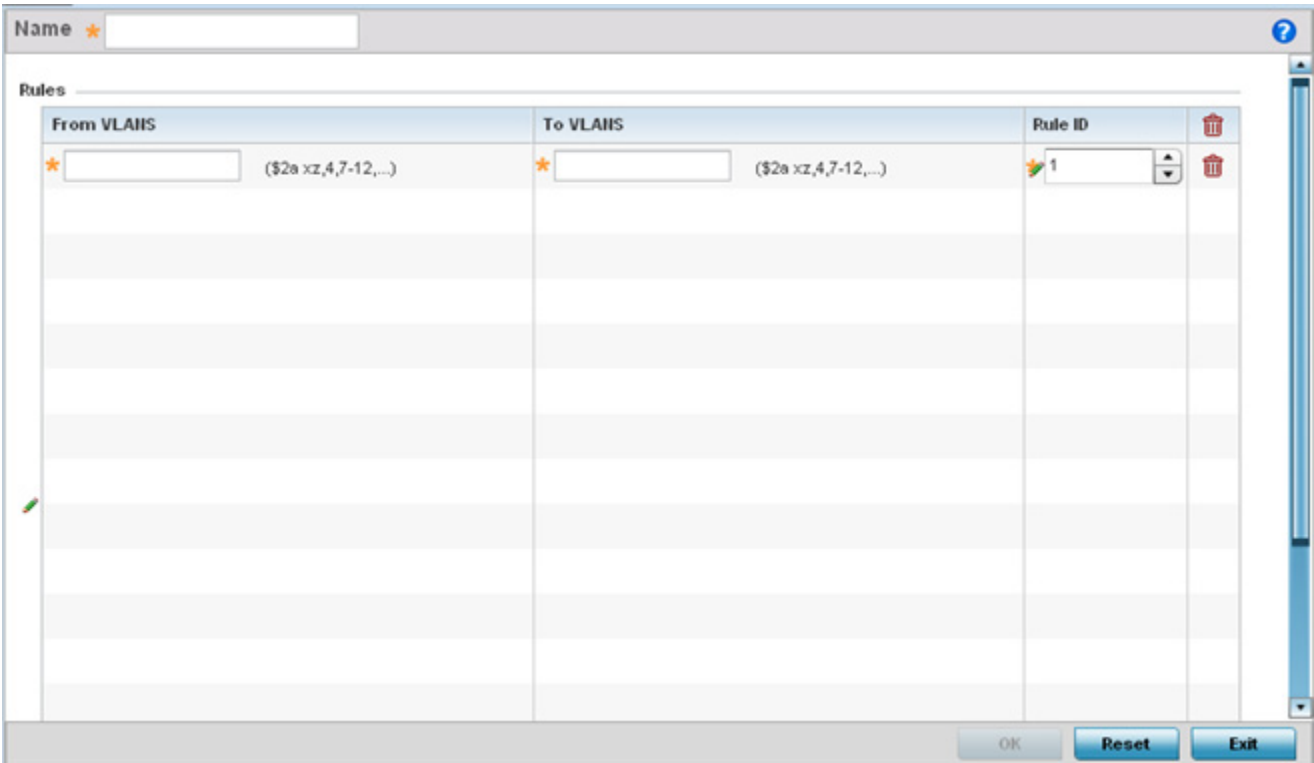 Name *
?
Rules
From VLANS To VLANS Rule ID
* ($2a xz,4,7-12,...) * ($2a xz,4,7-12,...) 1
OK Reset Exit